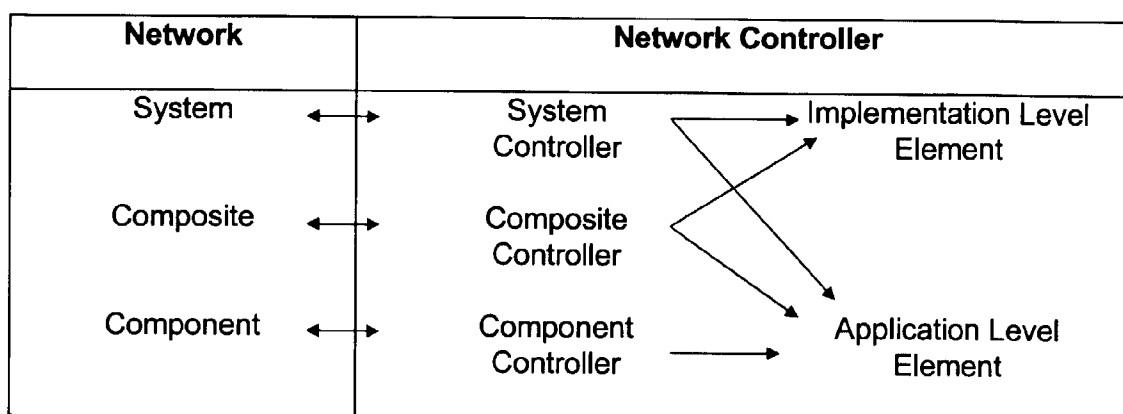 Network
Network Controller
System
System
Controller
Implementation Level
Element
Composite
Composite
Controller
Component
Component
Controller
Application Level
Element